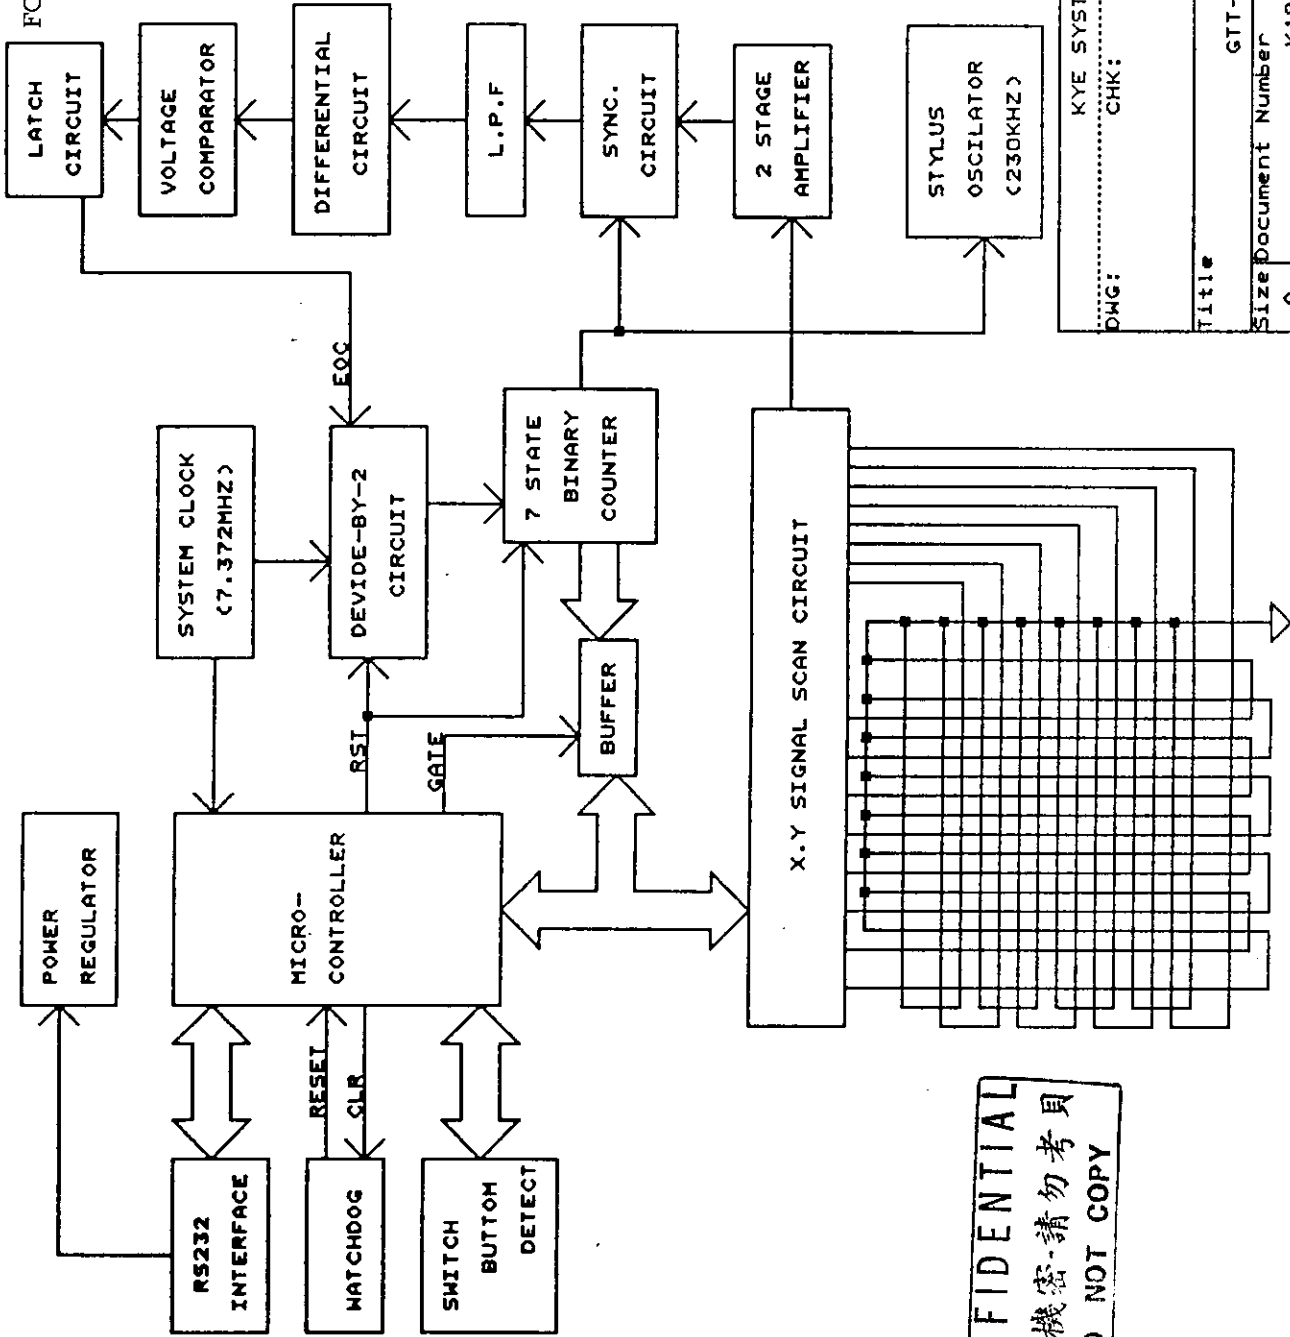 POWER
REGULATOR
RS232
INTERFACE
RESET
CLR
WATCHDOG
SWITCH
BUTTOM
DETECT
MICRO-
CONTROLLER
SYSTEM CLOCK
(7.372MHZ)
RST
GATE
DEVIDE-BY-2
CIRCUIT
EOC
LATCH
CIRCUIT
VOLTAGE
COMPARATOR
DIFFERENTIAL
CIRCUIT
L.P.F
SYNC.
CIRCUIT
2 STAGE
AMPLIFIER
STYLUS
OSCILATOR
(230KHZ)
7 STATE
BINARY
COUNTER
BUFFER
X.Y SIGNAL SCAN CIRCUIT
FIDENTIAL
機密·請勿考貝
NOT COPY
KYE SYST
DWG:
CHK:
Title
GTT-
Size
Document Number